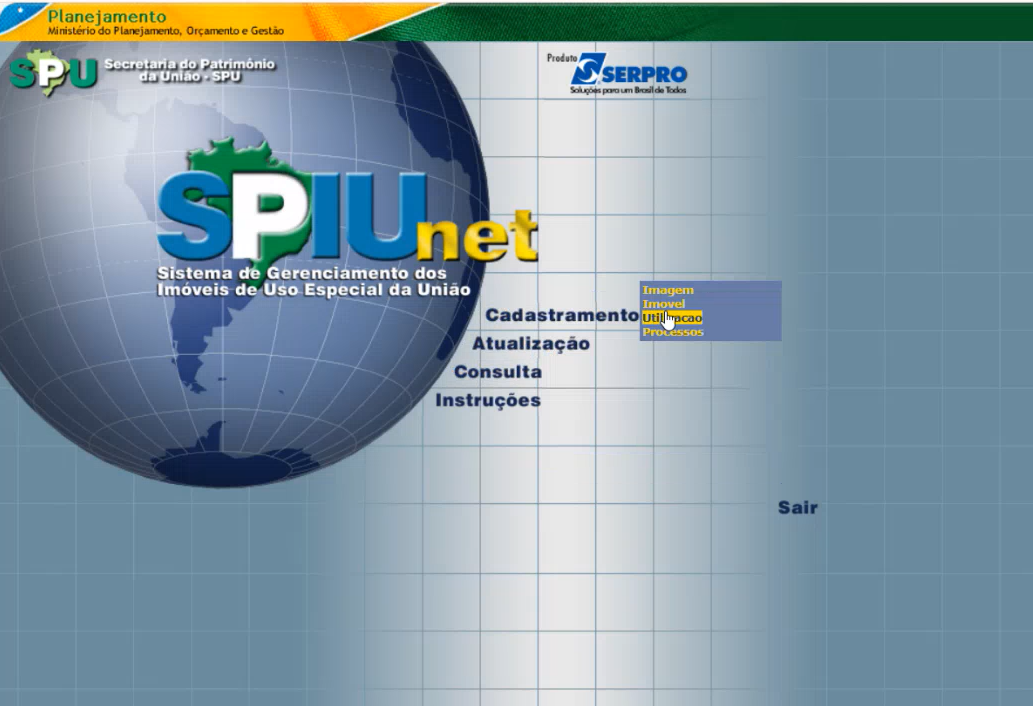 Planejamento
Ministério do Planejamento, Orçamento e Gestão
SPU Secretaria do Patrimônio
da União - SPU
Produto
SERPRO
Soluções para um Brasil de Todos
SPIUnet
Sistema de Gerenciamento dos
Imóveis de Uso Especial da União
Cadastramento
Imagem
Imovel
Utilizacao
Processos
Atualização
Consulta
Instruções
Sair